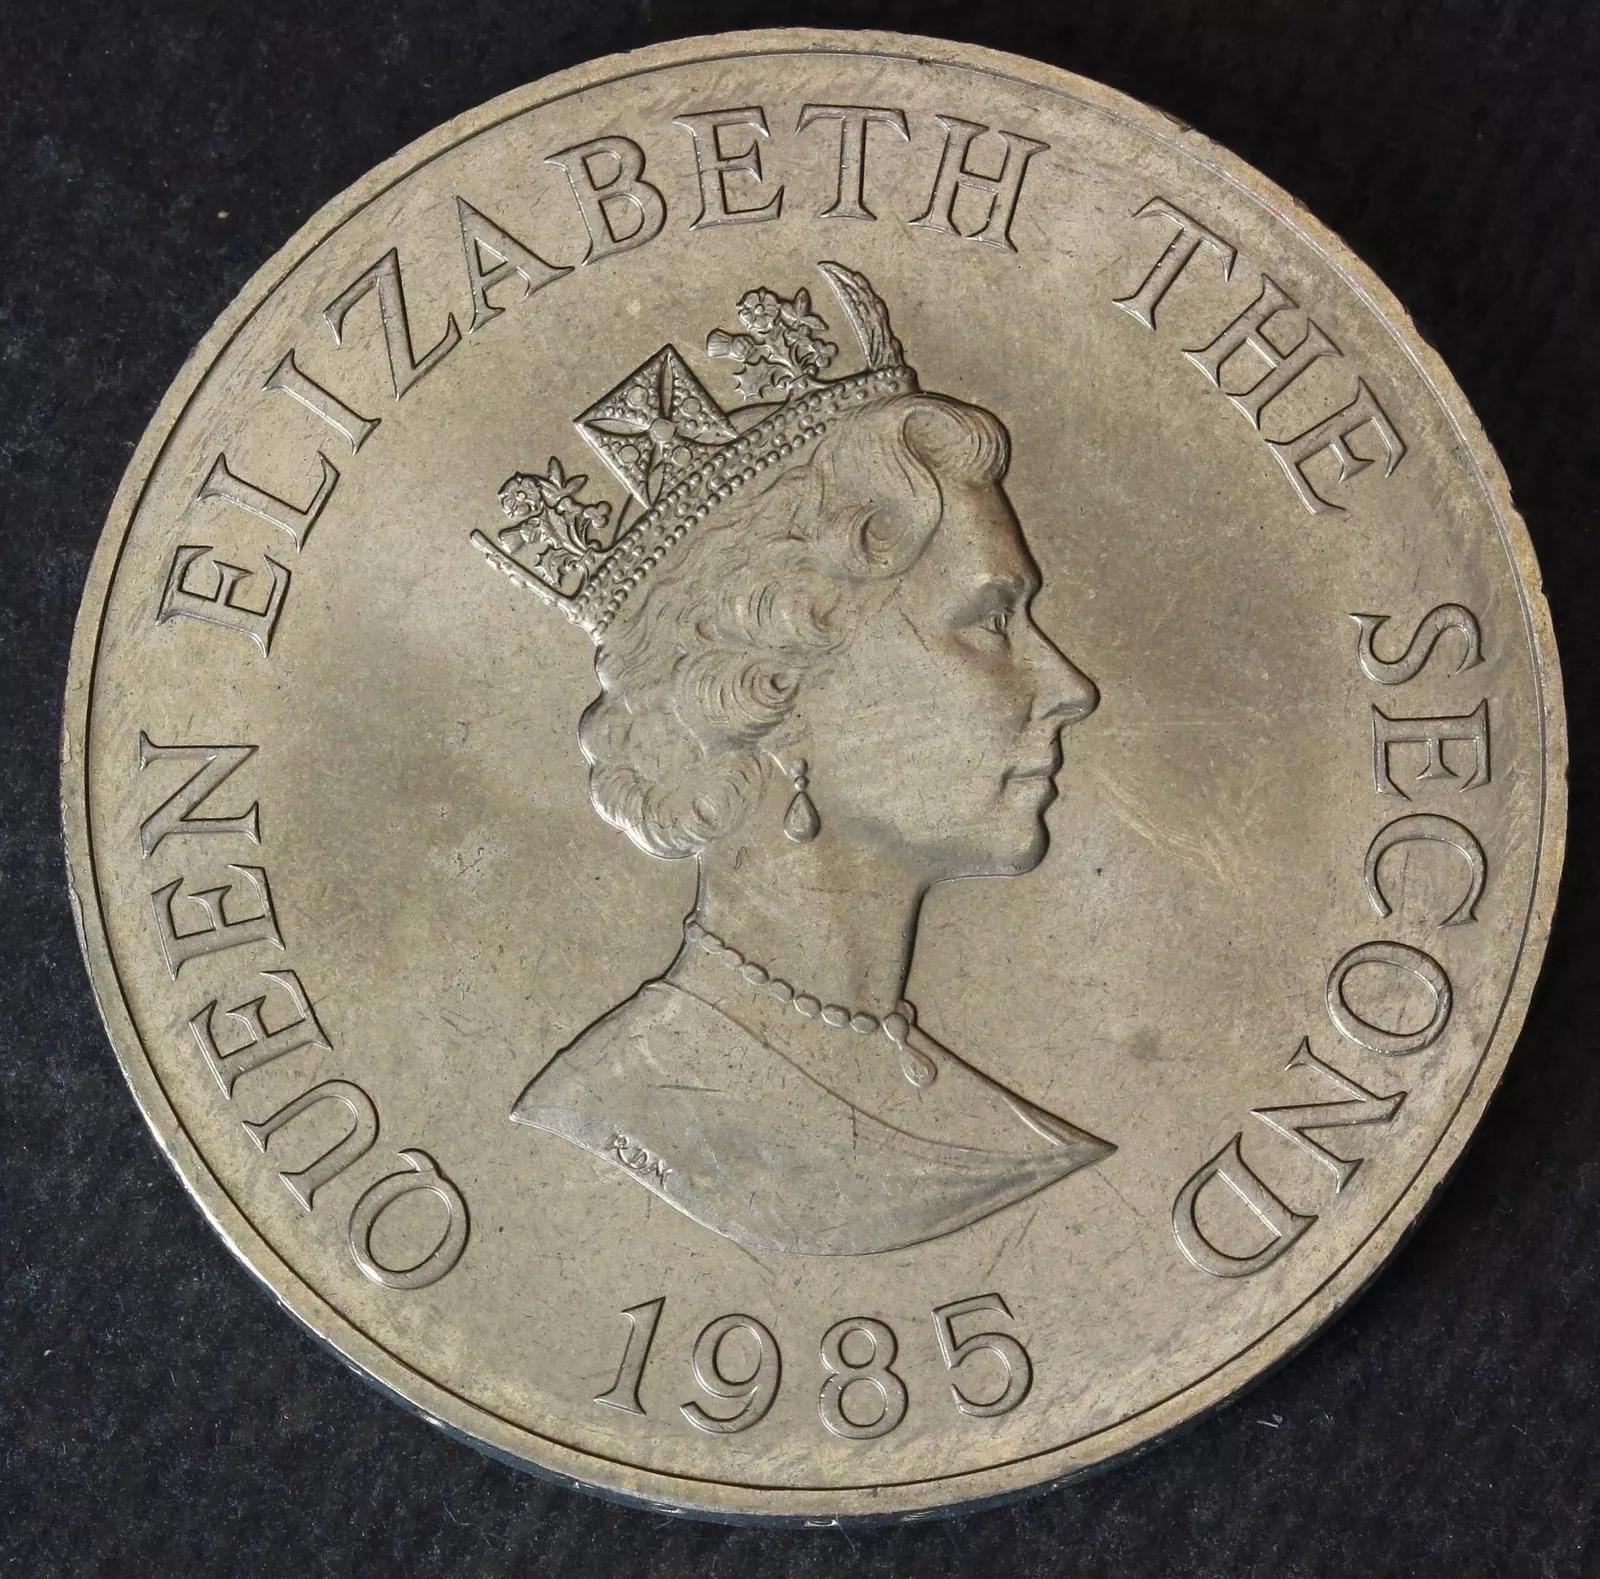 QUEEN ELIZABETH THE SECOND
1985
RDM